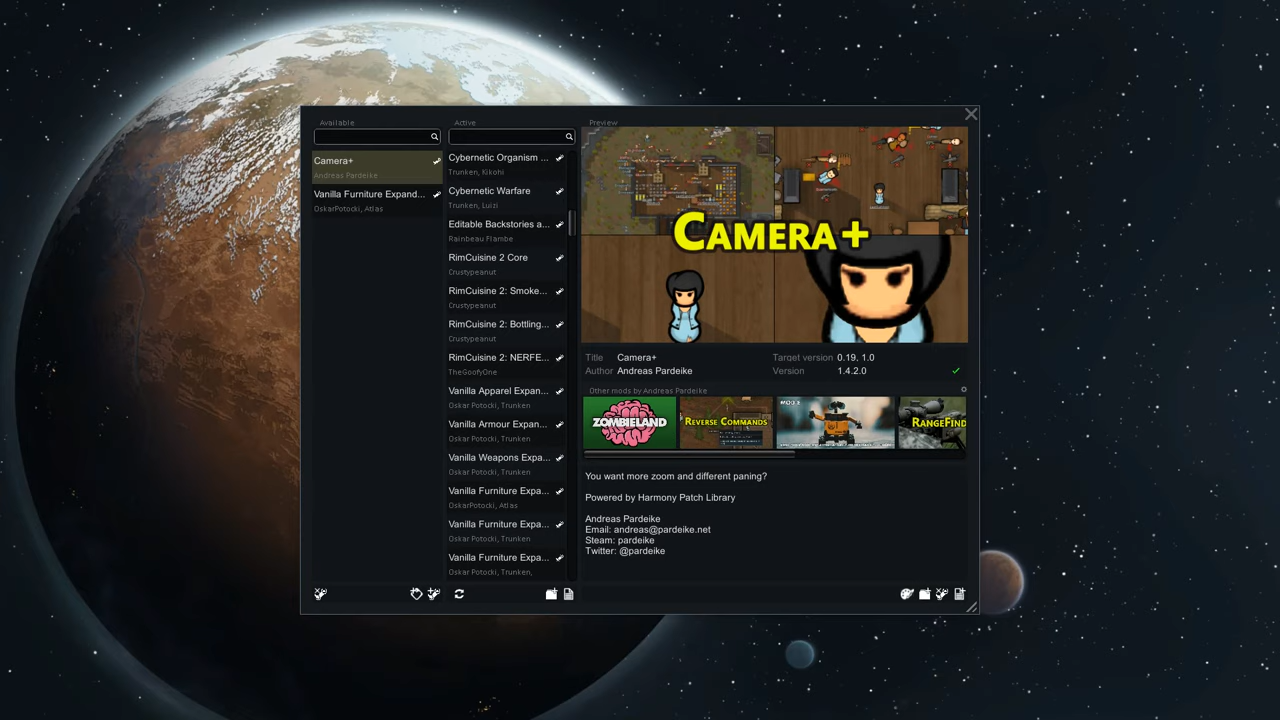 Available
Camera+
Andreas Pardeike
Vanilla Furniture Expand...
OskarPotocki, Atlas
Active
Cybernetic Organism ...
Trunken, Kikohi
Cybernetic Warfare
Trunken, Luizi
Editable Backstories a...
Rainbeau Flambe
RimCuisine 2 Core
Crustypeanut
RimCuisine 2: Smoke...
Crustypeanut
RimCuisine 2: Bottling...
Crustypeanut
RimCuisine 2: NERFE...
TheGoofyOne
Vanilla Apparel Expan...
Oskar Potocki, Trunken
Vanilla Armour Expan...
Oskar Potocki, Trunken
Vanilla Weapons Expa...
Oskar Potocki, Trunken
Vanilla Furniture Expa...
OskarPotocki, Atlas
Vanilla Furniture Expa...
Oskar Potocki, Trunken
Vanilla Furniture Expa...
Oskar Potocki, Trunken,
Preview
CAMERA+
Title Camera+ Target version 0.19, 1.0
Author Andreas Pardeike Version 1.4.2.0
Other mods by Andreas Pardeike
ZOMBIELAND
REVERSE COMMANDS
RANGEFIND
You want more zoom and different paning?
Powered by Harmony Patch Library
Andreas Pardeike
Email: andreas@pardeike.net
Steam: pardeike
Twitter: @pardeike